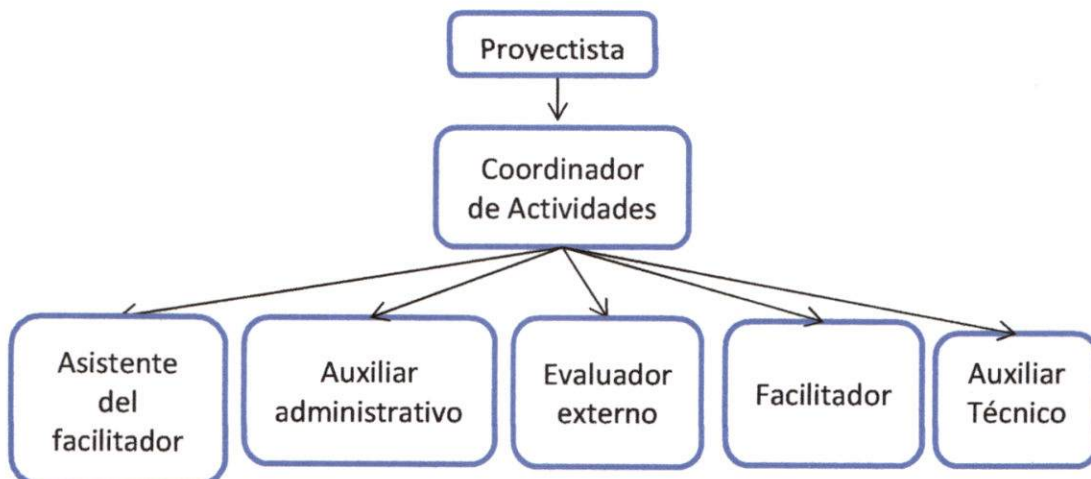 Proyectista
Coordinador
de Actividades
Asistente
del
facilitador
Auxiliar
administrativo
Evaluador
externo
Facilitador
Auxiliar
Técnico